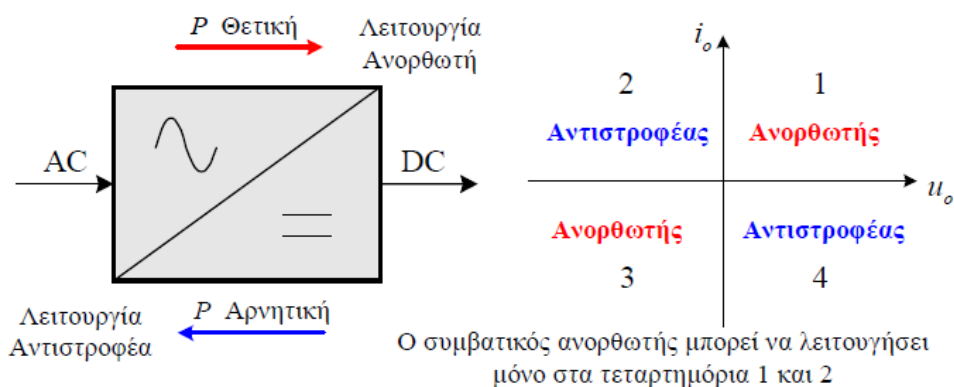 P Θετική
Λειτουργία
Ανορθωτή
AC
DC
P Αρνητική
Λειτουργία
Αντιστροφέα
i_o
2
1
Αντιστροφέας
Ανορθωτής
u_o
Ανορθωτής
Αντιστροφέας
3
4
Ο συμβατικός ανορθωτής μπορεί να λειτουγήσει
μόνο στα τεταρτημόρια 1 και 2